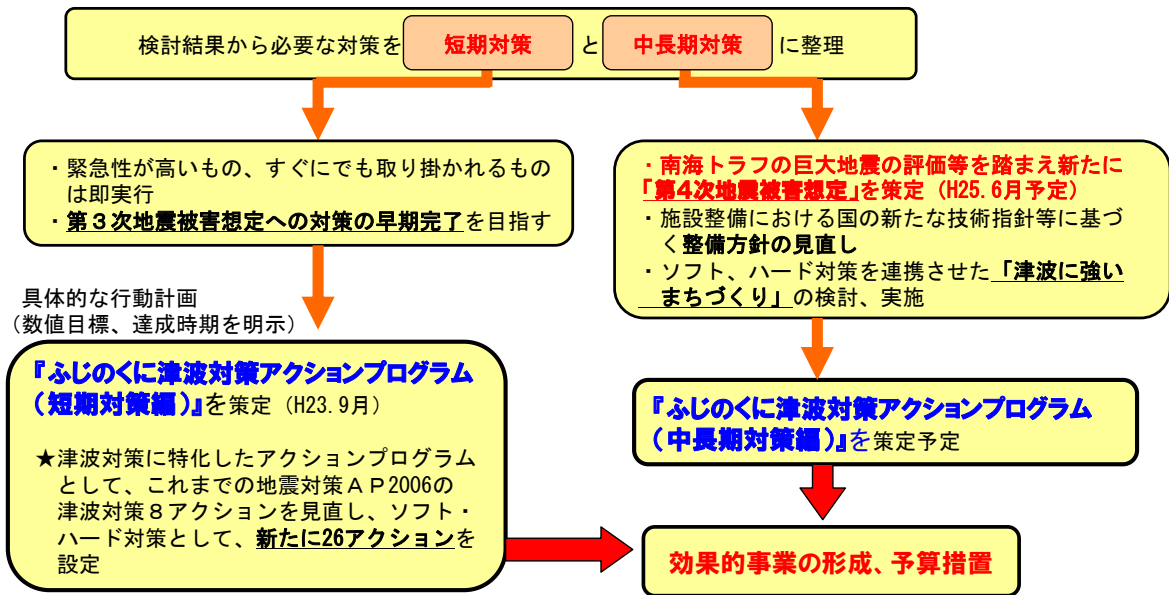 検討結果から必要な対策を 短期対策 と 中長期対策 に整理
・緊急性が高いもの、すぐにでも取り掛かれるもの
は即実行
・第３次地震被害想定への対策の早期完了を目指す
・南海トラフの巨大地震の評価等を踏まえ新たに
「第４次地震被害想定」を策定（H25.6月予定）
・施設整備における国の新たな技術指針等に基づ
く整備方針の見直し
・ソフト、ハード対策を連携させた「津波に強い
まちづくり」の検討、実施
具体的な行動計画
（数値目標、達成時期を明示）
『ふじのくに津波対策アクションプログラム
（短期対策編）』を策定（H23.9月）
★津波対策に特化したアクションプログラム
として、これまでの地震対策ＡＰ2006の
津波対策８アクションを見直し、ソフト・
ハード対策として、新たに26アクションを
設定
『ふじのくに津波対策アクションプログラム
（中長期対策編）』を策定予定
効果的事業の形成、予算措置